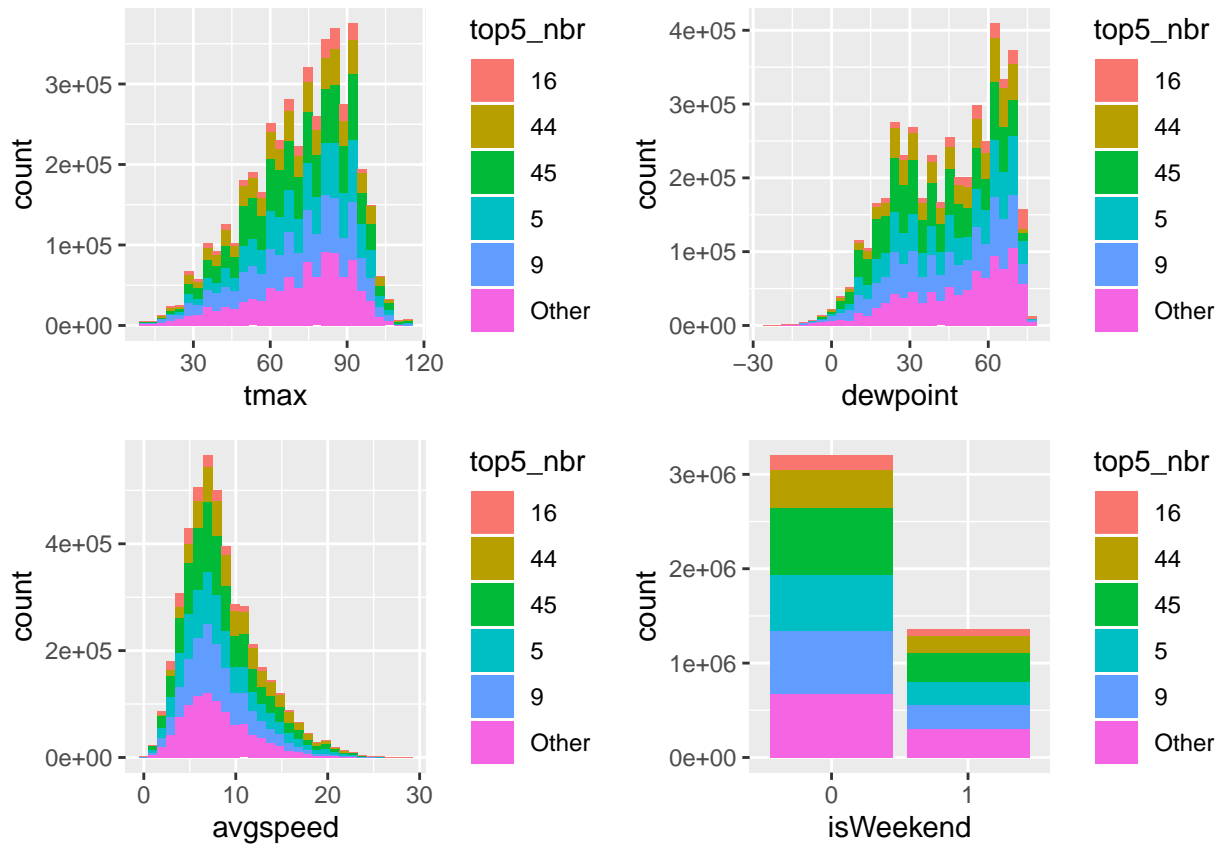 top5_nbr
16
44
45
5
9
Other
count
3e+05
2e+05
1e+05
0e+00
30
60
90
120
tmax
top5_nbr
16
44
45
5
9
Other
count
4e+05
3e+05
2e+05
1e+05
0e+00
−30
0
30
60
dewpoint
top5_nbr
16
44
45
5
9
Other
count
4e+05
2e+05
0e+00
0
10
20
30
avgspeed
top5_nbr
16
44
45
5
9
Other
count
3e+06
2e+06
1e+06
0e+00
0
1
isWeekend